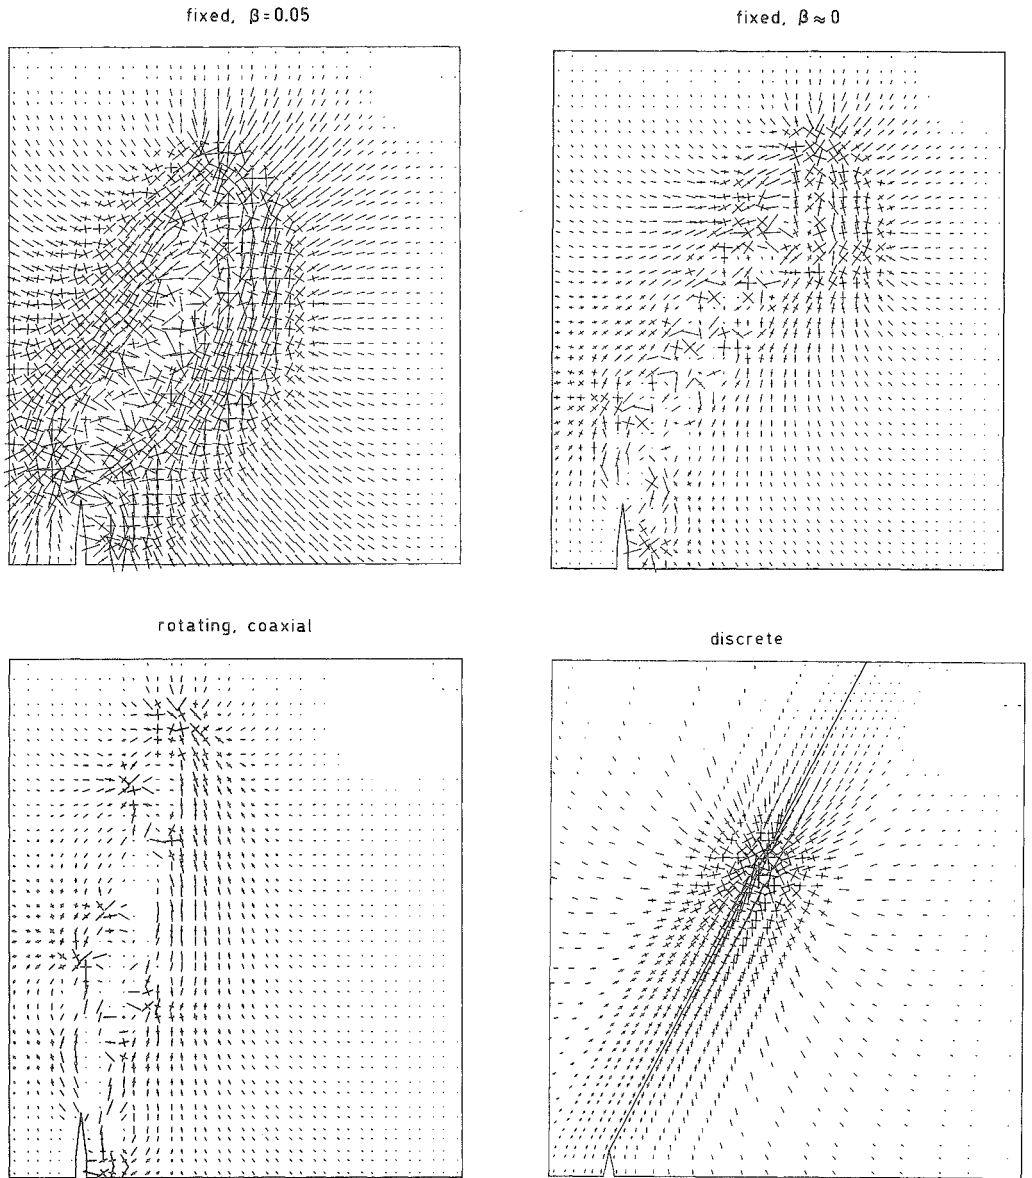 fixed, β=0.05
fixed, β≈0
rotating, coaxial
discrete